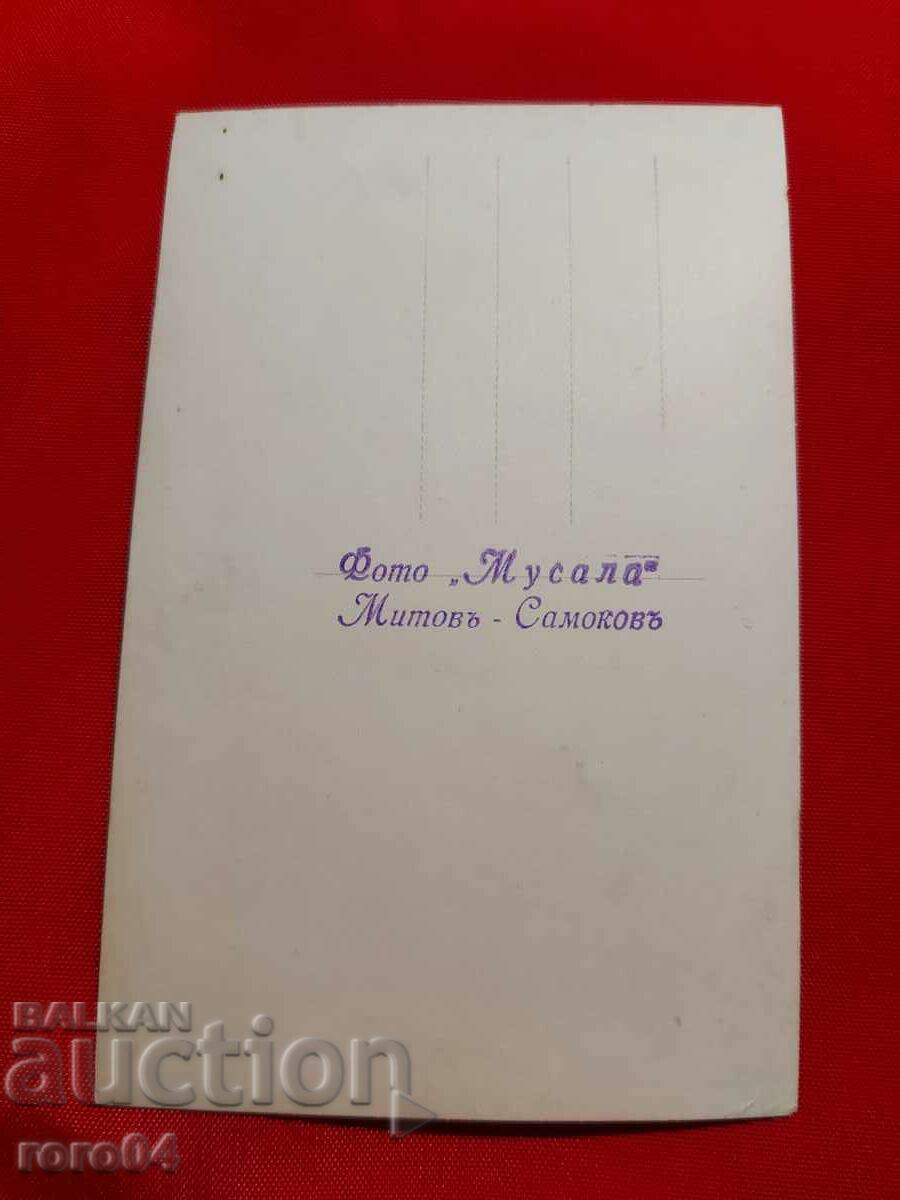 Фото „Мусала"
Митовъ - Самоковъ
BALKAN
auction
roro04